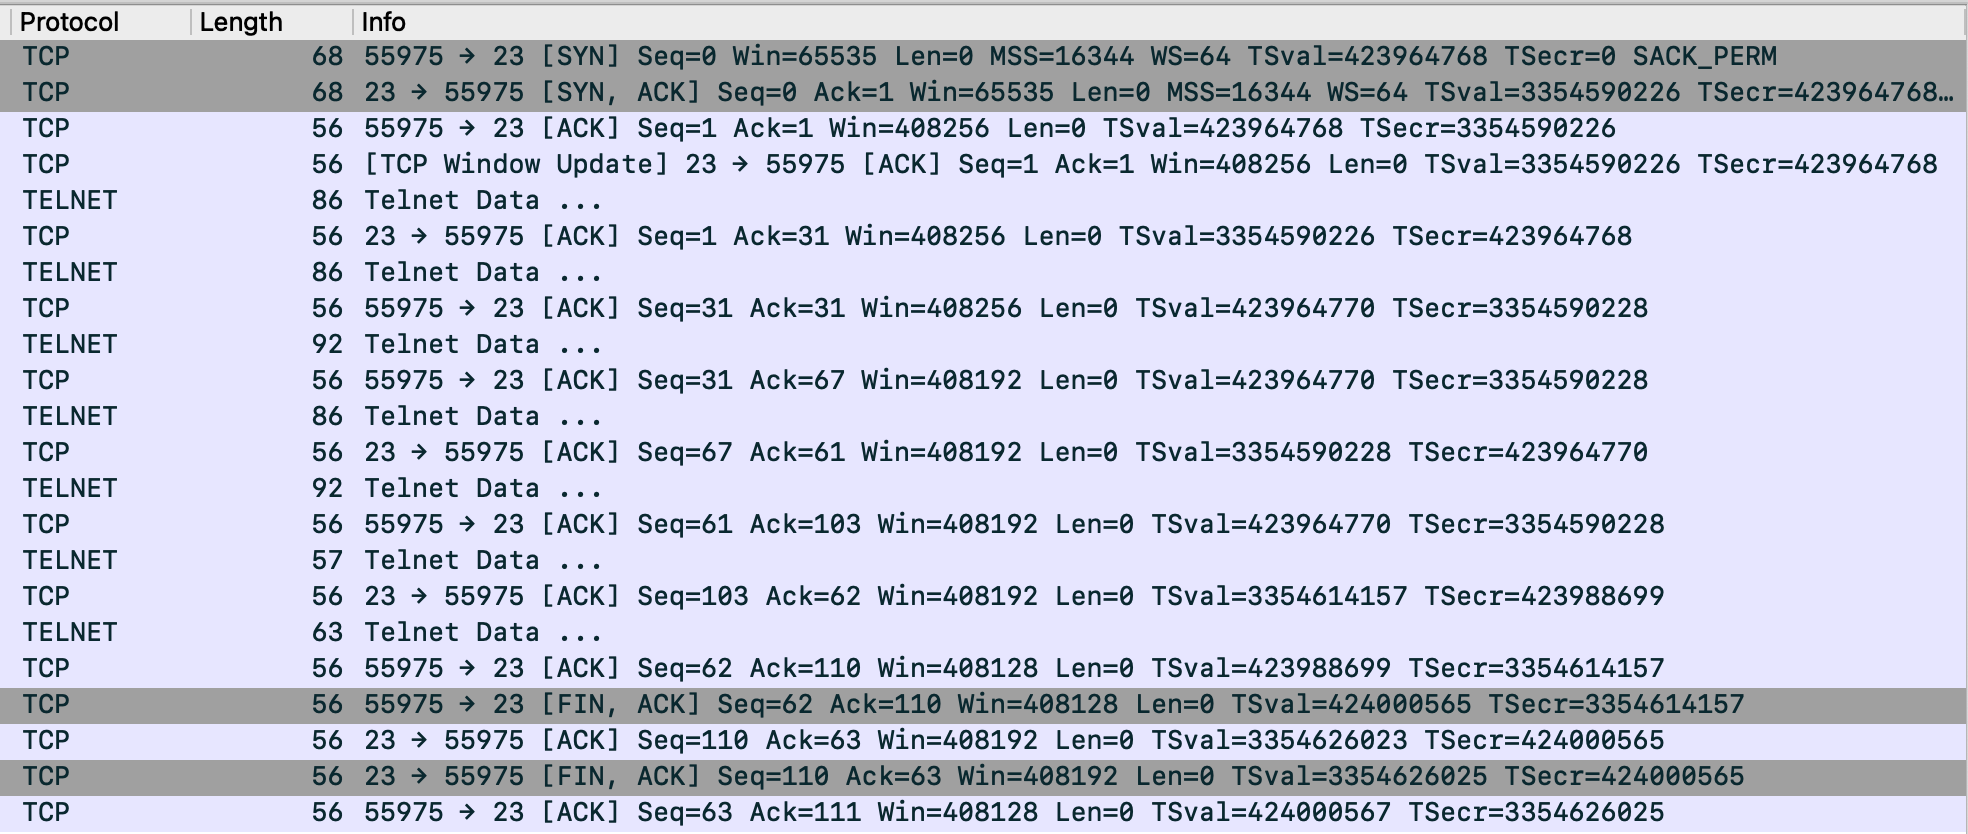 Protocol Length Info
TCP 68 55975 → 23 [SYN] Seq=0 Win=65535 Len=0 MSS=16344 WS=64 TSval=423964768 TSecr=0 SACK_PERM
TCP 68 23 → 55975 [SYN, ACK] Seq=0 Ack=1 Win=65535 Len=0 MSS=16344 WS=64 TSval=3354590226 TSecr=423964768…
TCP 56 55975 → 23 [ACK] Seq=1 Ack=1 Win=408256 Len=0 TSval=423964768 TSecr=3354590226
TCP 56 [TCP Window Update] 23 → 55975 [ACK] Seq=1 Ack=1 Win=408256 Len=0 TSval=3354590226 TSecr=423964768
TELNET 86 Telnet Data ...
TCP 56 23 → 55975 [ACK] Seq=1 Ack=31 Win=408256 Len=0 TSval=3354590226 TSecr=423964768
TELNET 86 Telnet Data ...
TCP 56 55975 → 23 [ACK] Seq=31 Ack=31 Win=408256 Len=0 TSval=423964770 TSecr=3354590228
TELNET 92 Telnet Data ...
TCP 56 55975 → 23 [ACK] Seq=31 Ack=67 Win=408192 Len=0 TSval=423964770 TSecr=3354590228
TELNET 86 Telnet Data ...
TCP 56 23 → 55975 [ACK] Seq=67 Ack=61 Win=408192 Len=0 TSval=3354590228 TSecr=423964770
TELNET 92 Telnet Data ...
TCP 56 55975 → 23 [ACK] Seq=61 Ack=103 Win=408192 Len=0 TSval=423964770 TSecr=3354590228
TELNET 57 Telnet Data ...
TCP 56 23 → 55975 [ACK] Seq=103 Ack=62 Win=408192 Len=0 TSval=3354614157 TSecr=423988699
TELNET 63 Telnet Data ...
TCP 56 55975 → 23 [ACK] Seq=62 Ack=110 Win=408128 Len=0 TSval=423988699 TSecr=3354614157
TCP 56 55975 → 23 [FIN, ACK] Seq=62 Ack=110 Win=408128 Len=0 TSval=424000565 TSecr=3354614157
TCP 56 23 → 55975 [ACK] Seq=110 Ack=63 Win=408192 Len=0 TSval=3354626023 TSecr=424000565
TCP 56 23 → 55975 [FIN, ACK] Seq=110 Ack=63 Win=408192 Len=0 TSval=3354626025 TSecr=424000565
TCP 56 55975 → 23 [ACK] Seq=63 Ack=111 Win=408128 Len=0 TSval=424000567 TSecr=3354626025